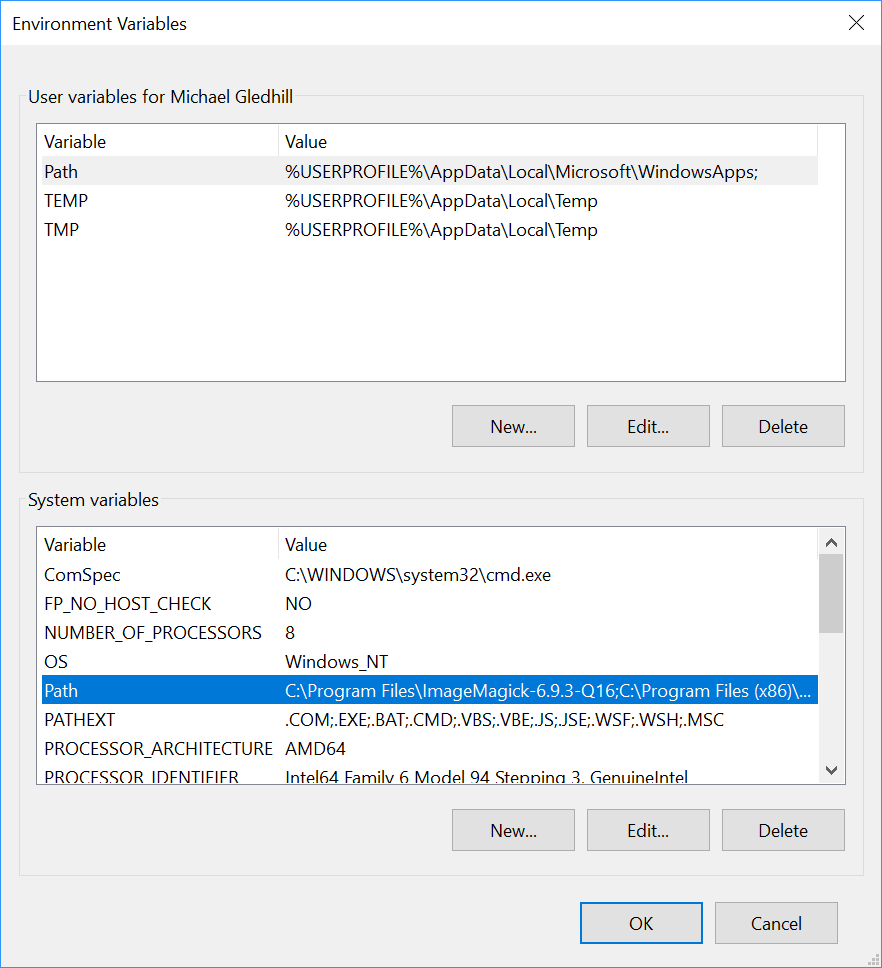 Environment Variables
User variables for Michael Gledhill
Variable Value
Path %USERPROFILE%\AppData\Local\Microsoft\WindowsApps;
TEMP %USERPROFILE%\AppData\Local\Temp
TMP %USERPROFILE%\AppData\Local\Temp
New... Edit... Delete
System variables
Variable Value
ComSpec C:\WINDOWS\system32\cmd.exe
FP_NO_HOST_CHECK NO
NUMBER_OF_PROCESSORS 8
OS Windows_NT
Path C:\Program Files\ImageMagick-6.9.3-Q16;C:\Program Files (x86)\...
PATHEXT .COM;.EXE;.BAT;.CMD;.VBS;.VBE;.JS;.JSE;.WSF;.WSH;.MSC
PROCESSOR_ARCHITECTURE AMD64
PROCESSOR_IDENTIFIER Intel64 Family 6 Model 94 Stepping 3, GenuineIntel
New... Edit... Delete
OK Cancel